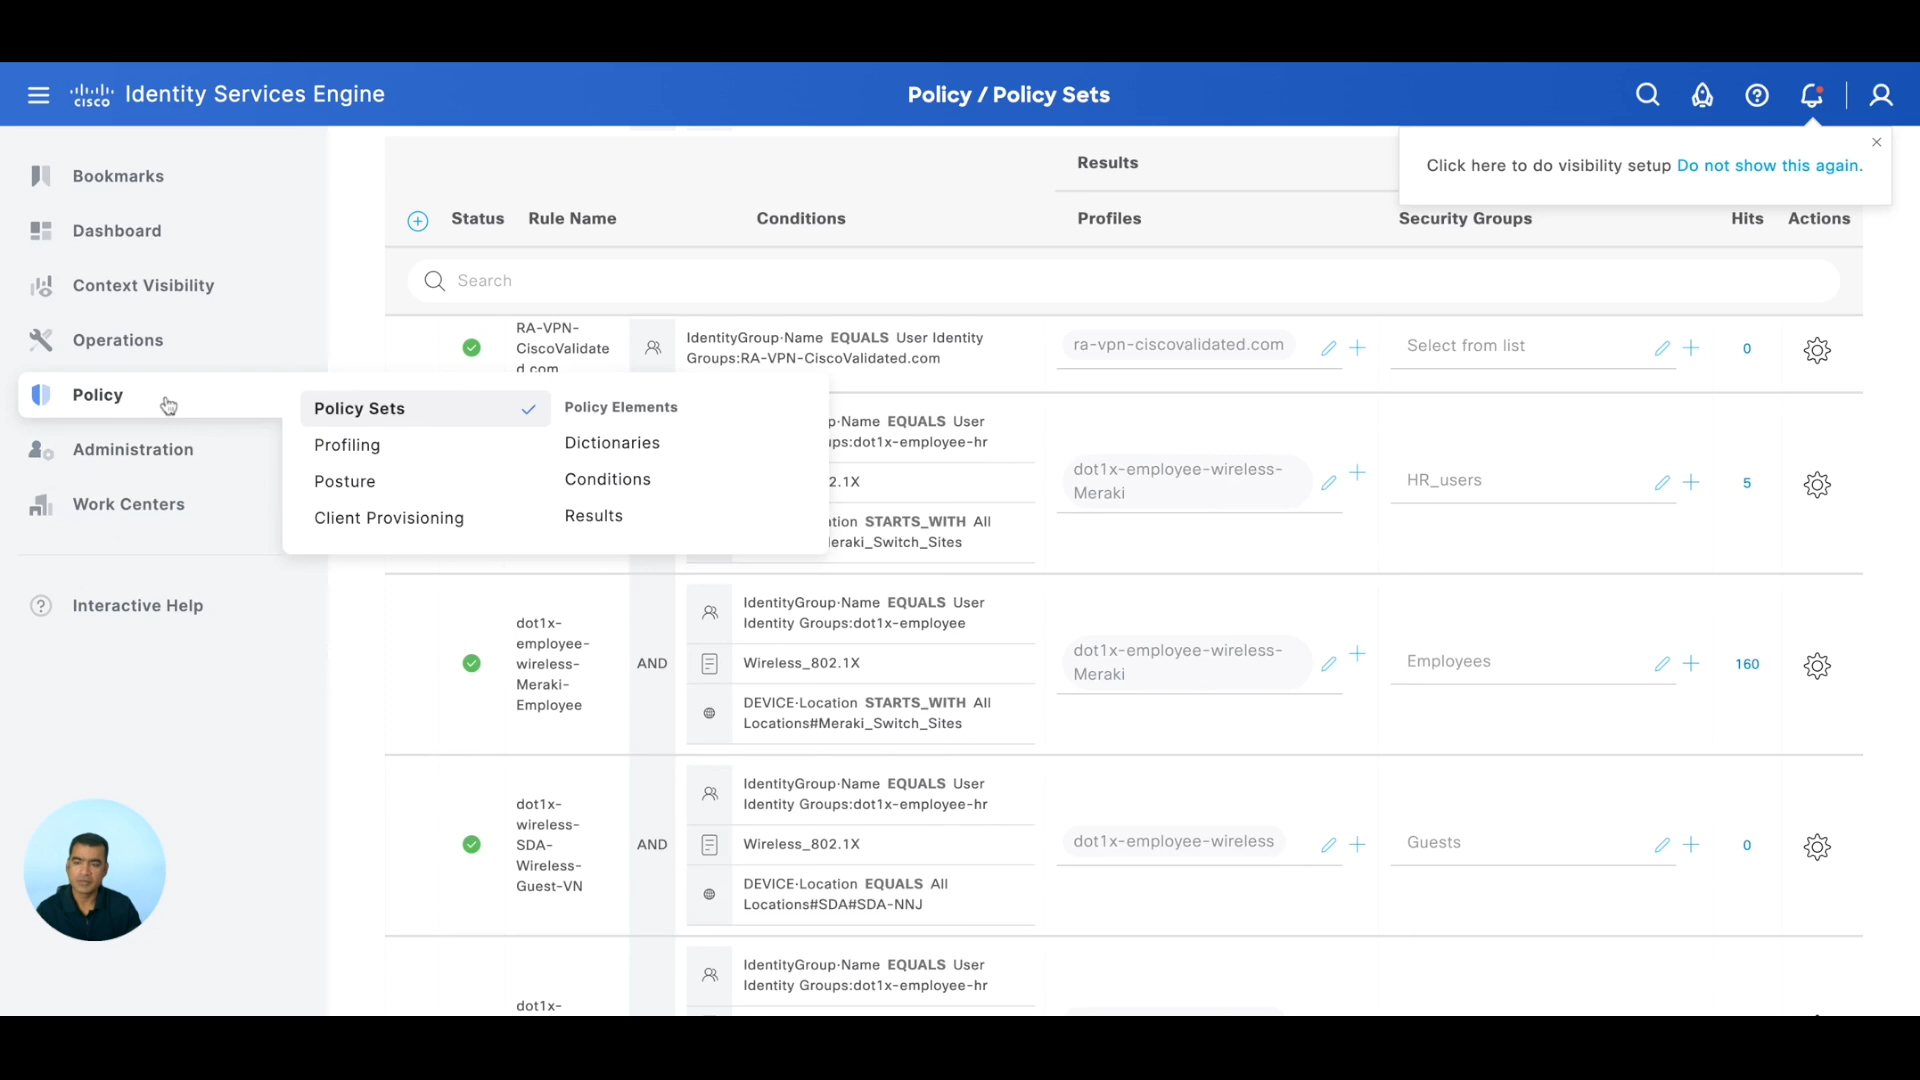 cisco Identity Services Engine
Policy / Policy Sets
Click here to do visibility setup Do not show this again.
Bookmarks
Dashboard
Context Visibility
Operations
Policy
Administration
Work Centers
Interactive Help
Policy Sets
Profiling
Posture
Client Provisioning
Policy Elements
Dictionaries
Conditions
Results
Results
Status Rule Name Conditions Profiles Security Groups Hits Actions
Search
RA-VPN-
CiscoValidate
d.com
IdentityGroup·Name EQUALS User Identity
Groups:RA-VPN-CiscoValidated.com
ra-vpn-ciscovalidated.com
Select from list
0
p·Name EQUALS User
ups:dot1x-employee-hr
2.1X
ation STARTS_WITH All
leraki_Switch_Sites
dot1x-employee-wireless-
Meraki
HR_users
5
dot1x-
employee-
wireless-
Meraki-
Employee
AND
IdentityGroup·Name EQUALS User
Identity Groups:dot1x-employee
Wireless_802.1X
DEVICE·Location STARTS_WITH All
Locations#Meraki_Switch_Sites
dot1x-employee-wireless-
Meraki
Employees
160
dot1x-
wireless-
SDA-
Wireless-
Guest-VN
AND
IdentityGroup·Name EQUALS User
Identity Groups:dot1x-employee-hr
Wireless_802.1X
DEVICE·Location EQUALS All
Locations#SDA#SDA-NNJ
dot1x-employee-wireless
Guests
0
dot1x-
IdentityGroup·Name EQUALS User
Identity Groups:dot1x-employee-hr